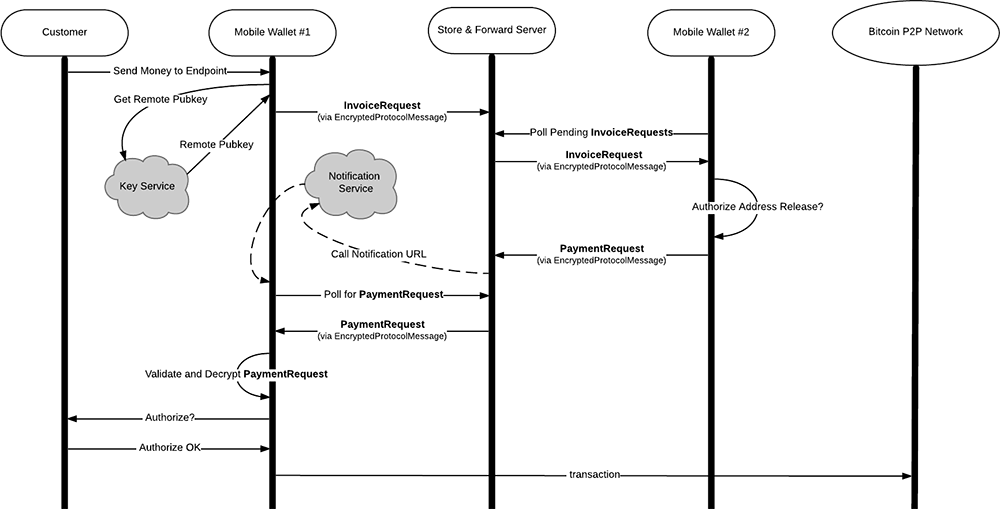 Customer
Mobile Wallet #1
Store & Forward Server
Mobile Wallet #2
Bitcoin P2P Network
Send Money to Endpoint
Get Remote Pubkey
InvoiceRequest
(via EncryptedProtocolMessage)
Poll Pending InvoiceRequests
Remote Pubkey
InvoiceRequest
(via EncryptedProtocolMessage)
Key Service
Notification
Service
Authorize Address Release?
PaymentRequest
(via EncryptedProtocolMessage)
Call Notification URL
Poll for PaymentRequest
PaymentRequest
(via EncryptedProtocolMessage)
Validate and Decrypt PaymentRequest
Authorize?
Authorize OK
transaction